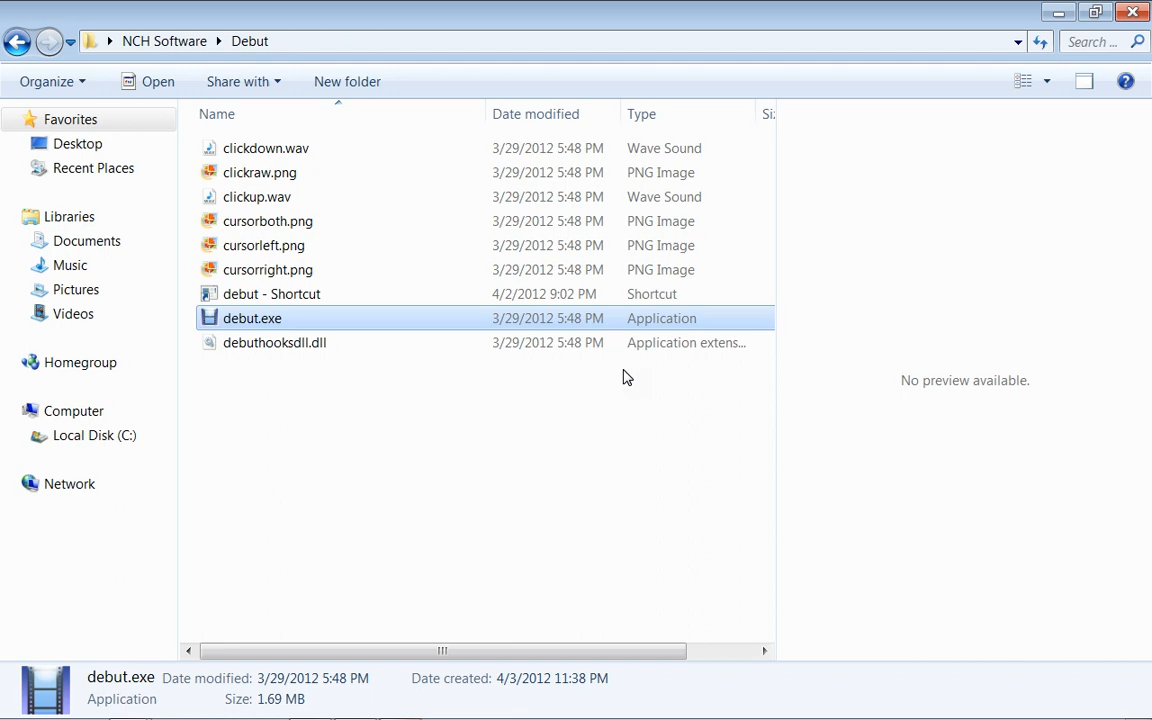 NCH Software Debut Search ...
Organize Open Share with New folder
Name Date modified Type Si
Favorites
Desktop
Recent Places
Libraries
Documents
Music
Pictures
Videos
Homegroup
Computer
Local Disk (C:)
Network
clickdown.wav 3/29/2012 5:48 PM Wave Sound
clickraw.png 3/29/2012 5:48 PM PNG Image
clickup.wav 3/29/2012 5:48 PM Wave Sound
cursorboth.png 3/29/2012 5:48 PM PNG Image
cursorleft.png 3/29/2012 5:48 PM PNG Image
cursorright.png 3/29/2012 5:48 PM PNG Image
debut - Shortcut 4/2/2012 9:02 PM Shortcut
debut.exe 3/29/2012 5:48 PM Application
debuthooksdll.dll 3/29/2012 5:48 PM Application extens...
No preview available.
debut.exe Date modified: 3/29/2012 5:48 PM Date created: 4/3/2012 11:38 PM
Application Size: 1.69 MB